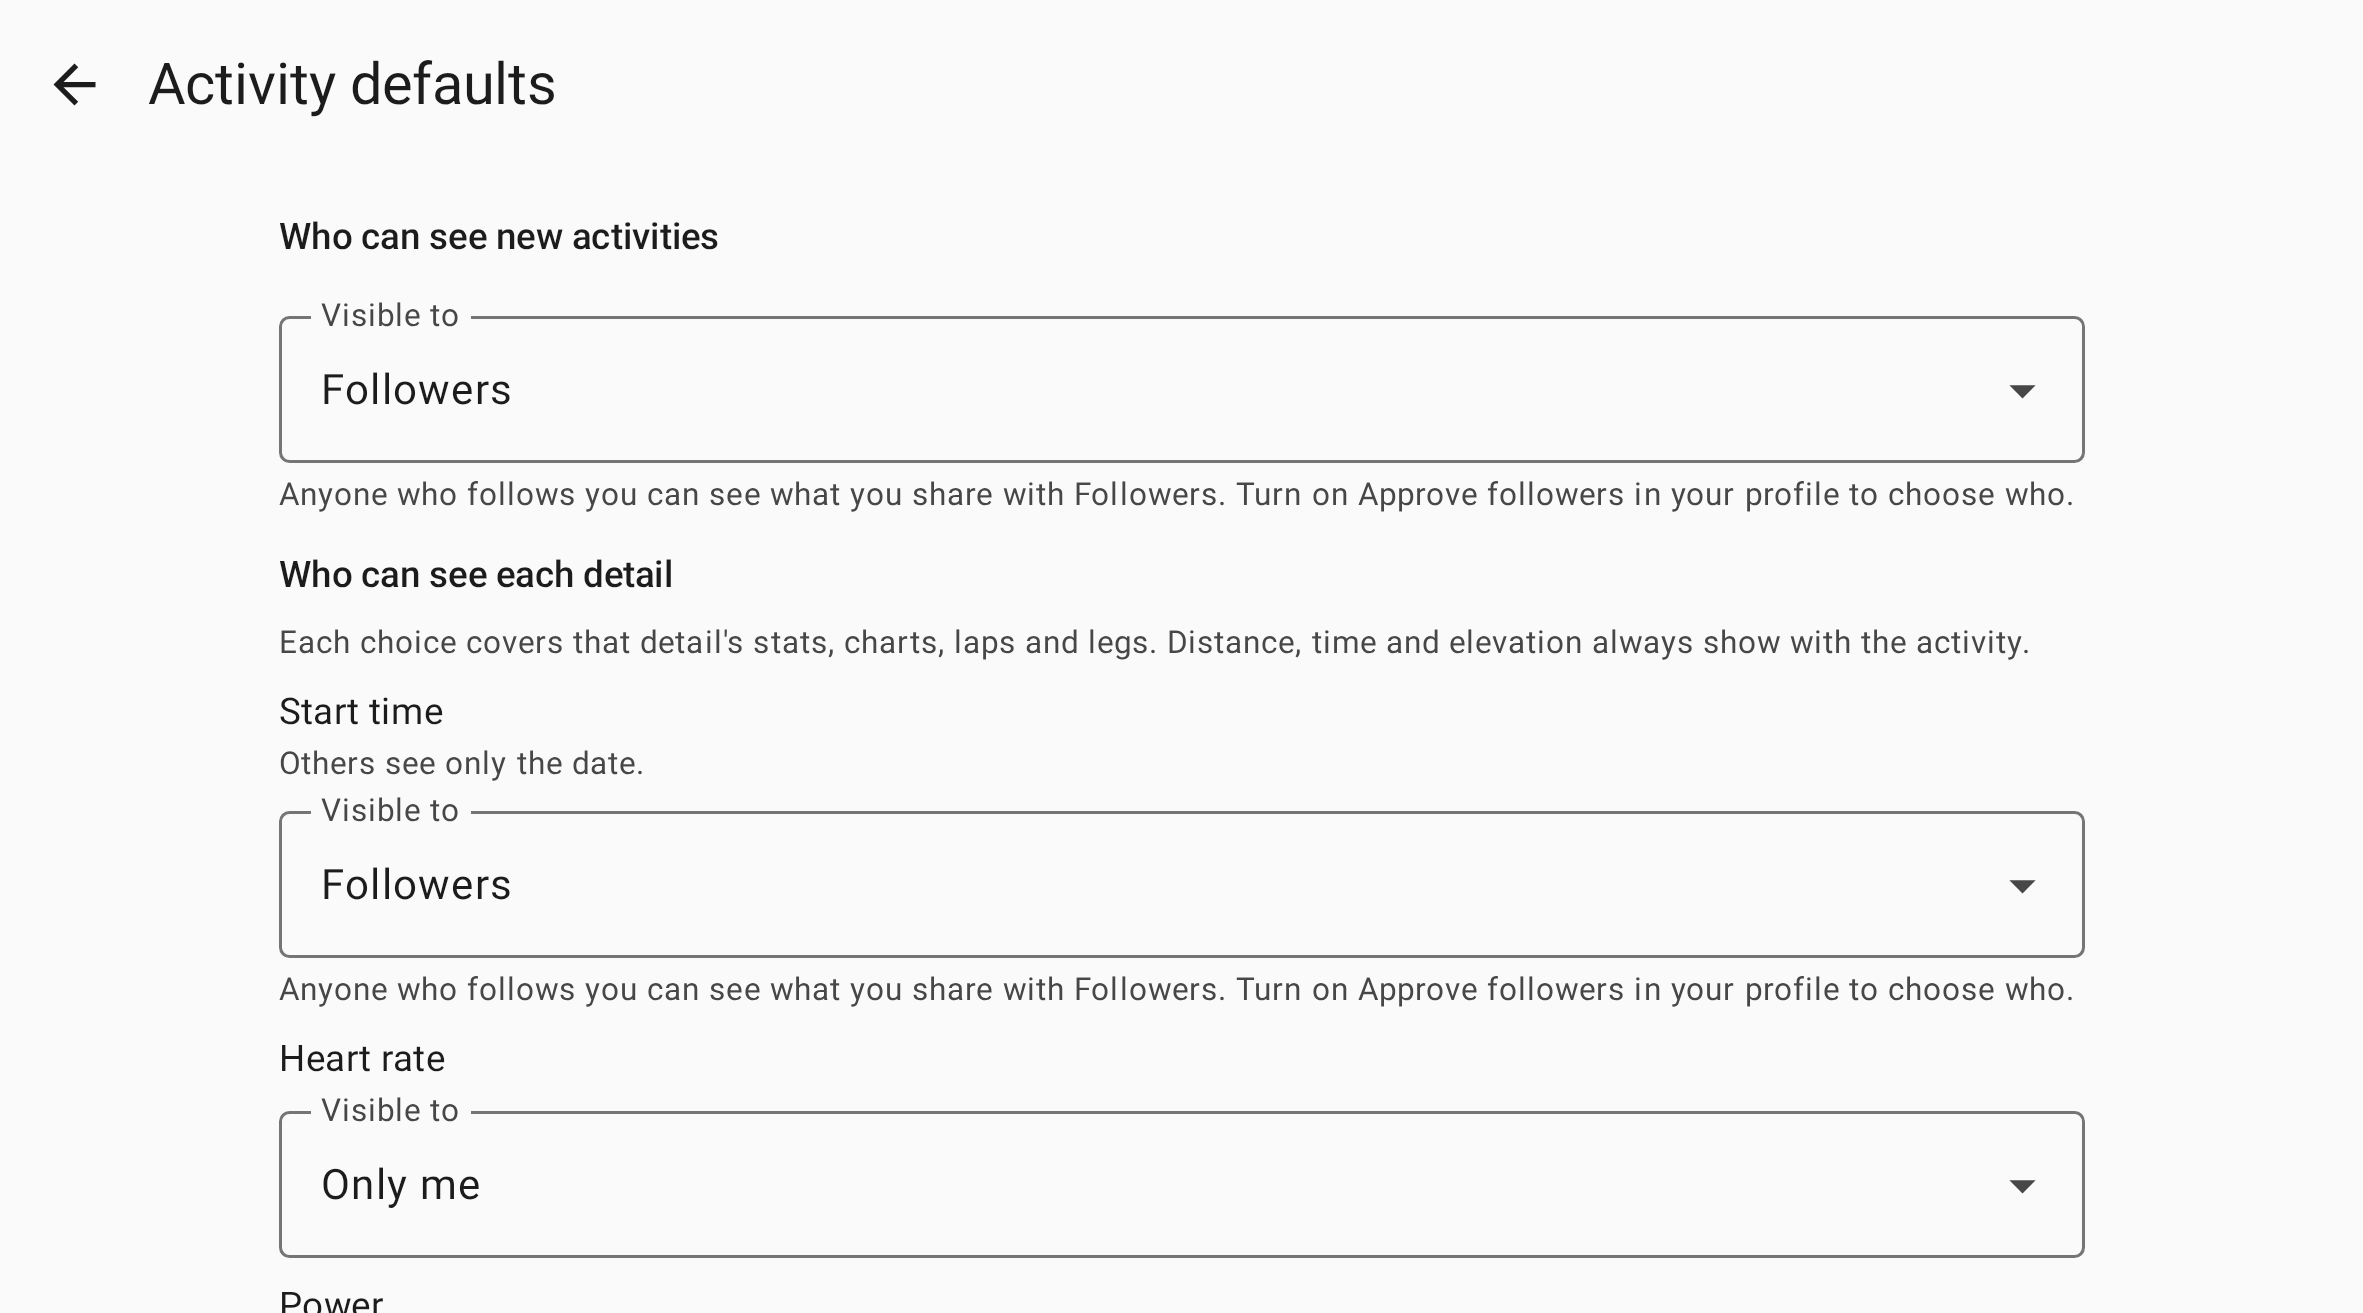 Activity defaults
Who can see new activities
Visible to
Followers
Anyone who follows you can see what you share with Followers. Turn on Approve followers in your profile to choose who.
Who can see each detail
Each choice covers that detail's stats, charts, laps and legs. Distance, time and elevation always show with the activity.
Start time
Others see only the date.
Visible to
Followers
Anyone who follows you can see what you share with Followers. Turn on Approve followers in your profile to choose who.
Heart rate
Visible to
Only me
Power